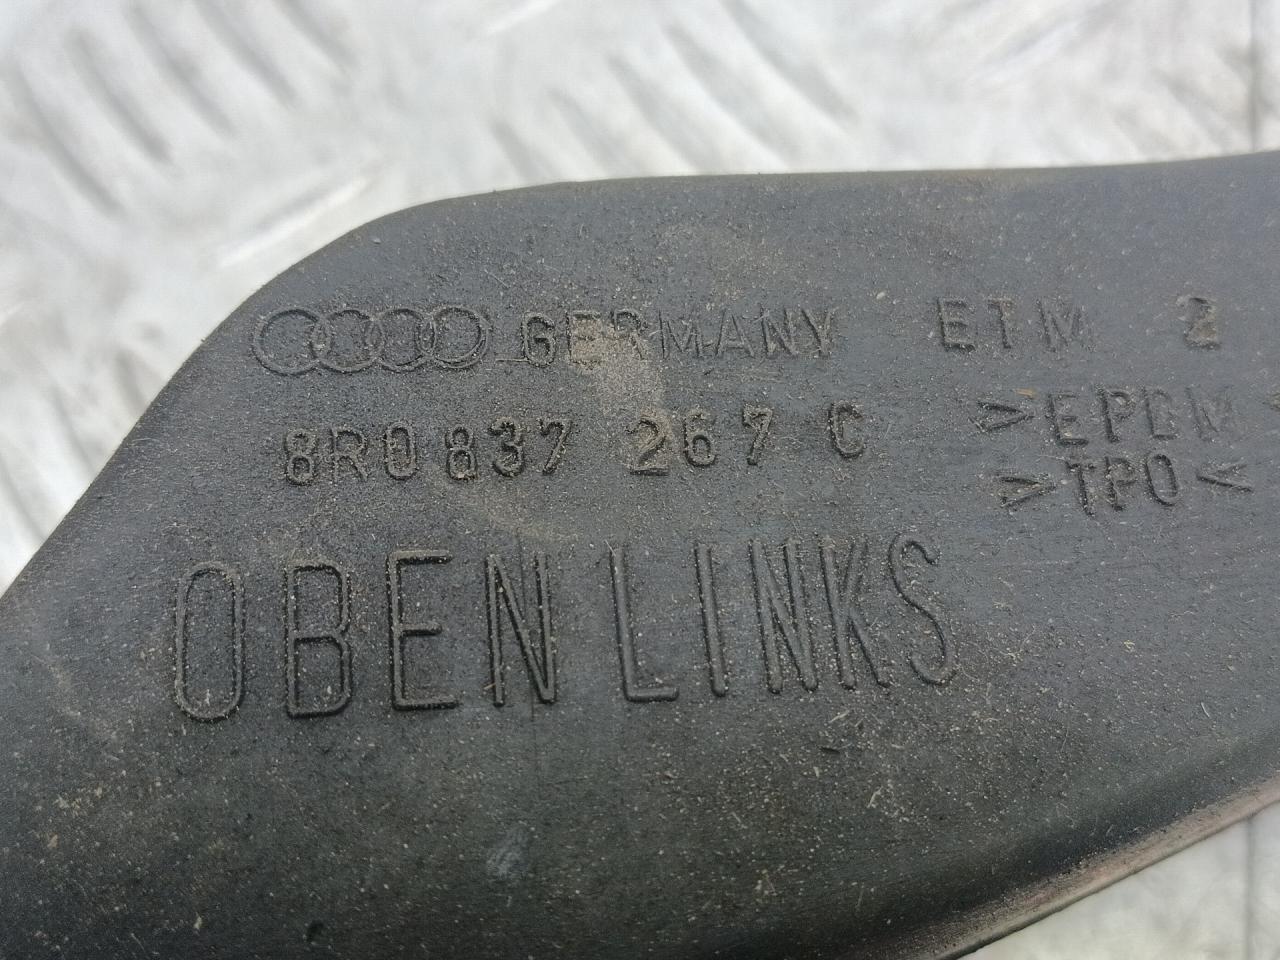 GERMANY ETM 2
8R0 837 267 C >EPDM<
>TPO<
OBEN LINKS